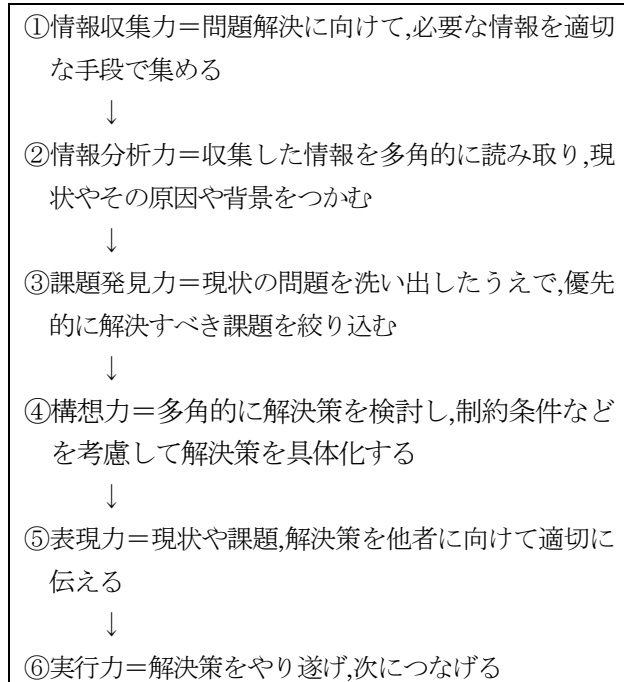 ①情報収集力＝問題解決に向けて,必要な情報を適切
な手段で集める
↓
②情報分析力＝収集した情報を多角的に読み取り,現
状やその原因や背景をつかむ
↓
③課題発見力＝現状の問題を洗い出したうえで,優先
的に解決すべき課題を絞り込む
↓
④構想力＝多角的に解決策を検討し,制約条件など
を考慮して解決策を具体化する
↓
⑤表現力＝現状や課題,解決策を他者に向けて適切に
伝える
↓
⑥実行力＝解決策をやり遂げ,次につなげる